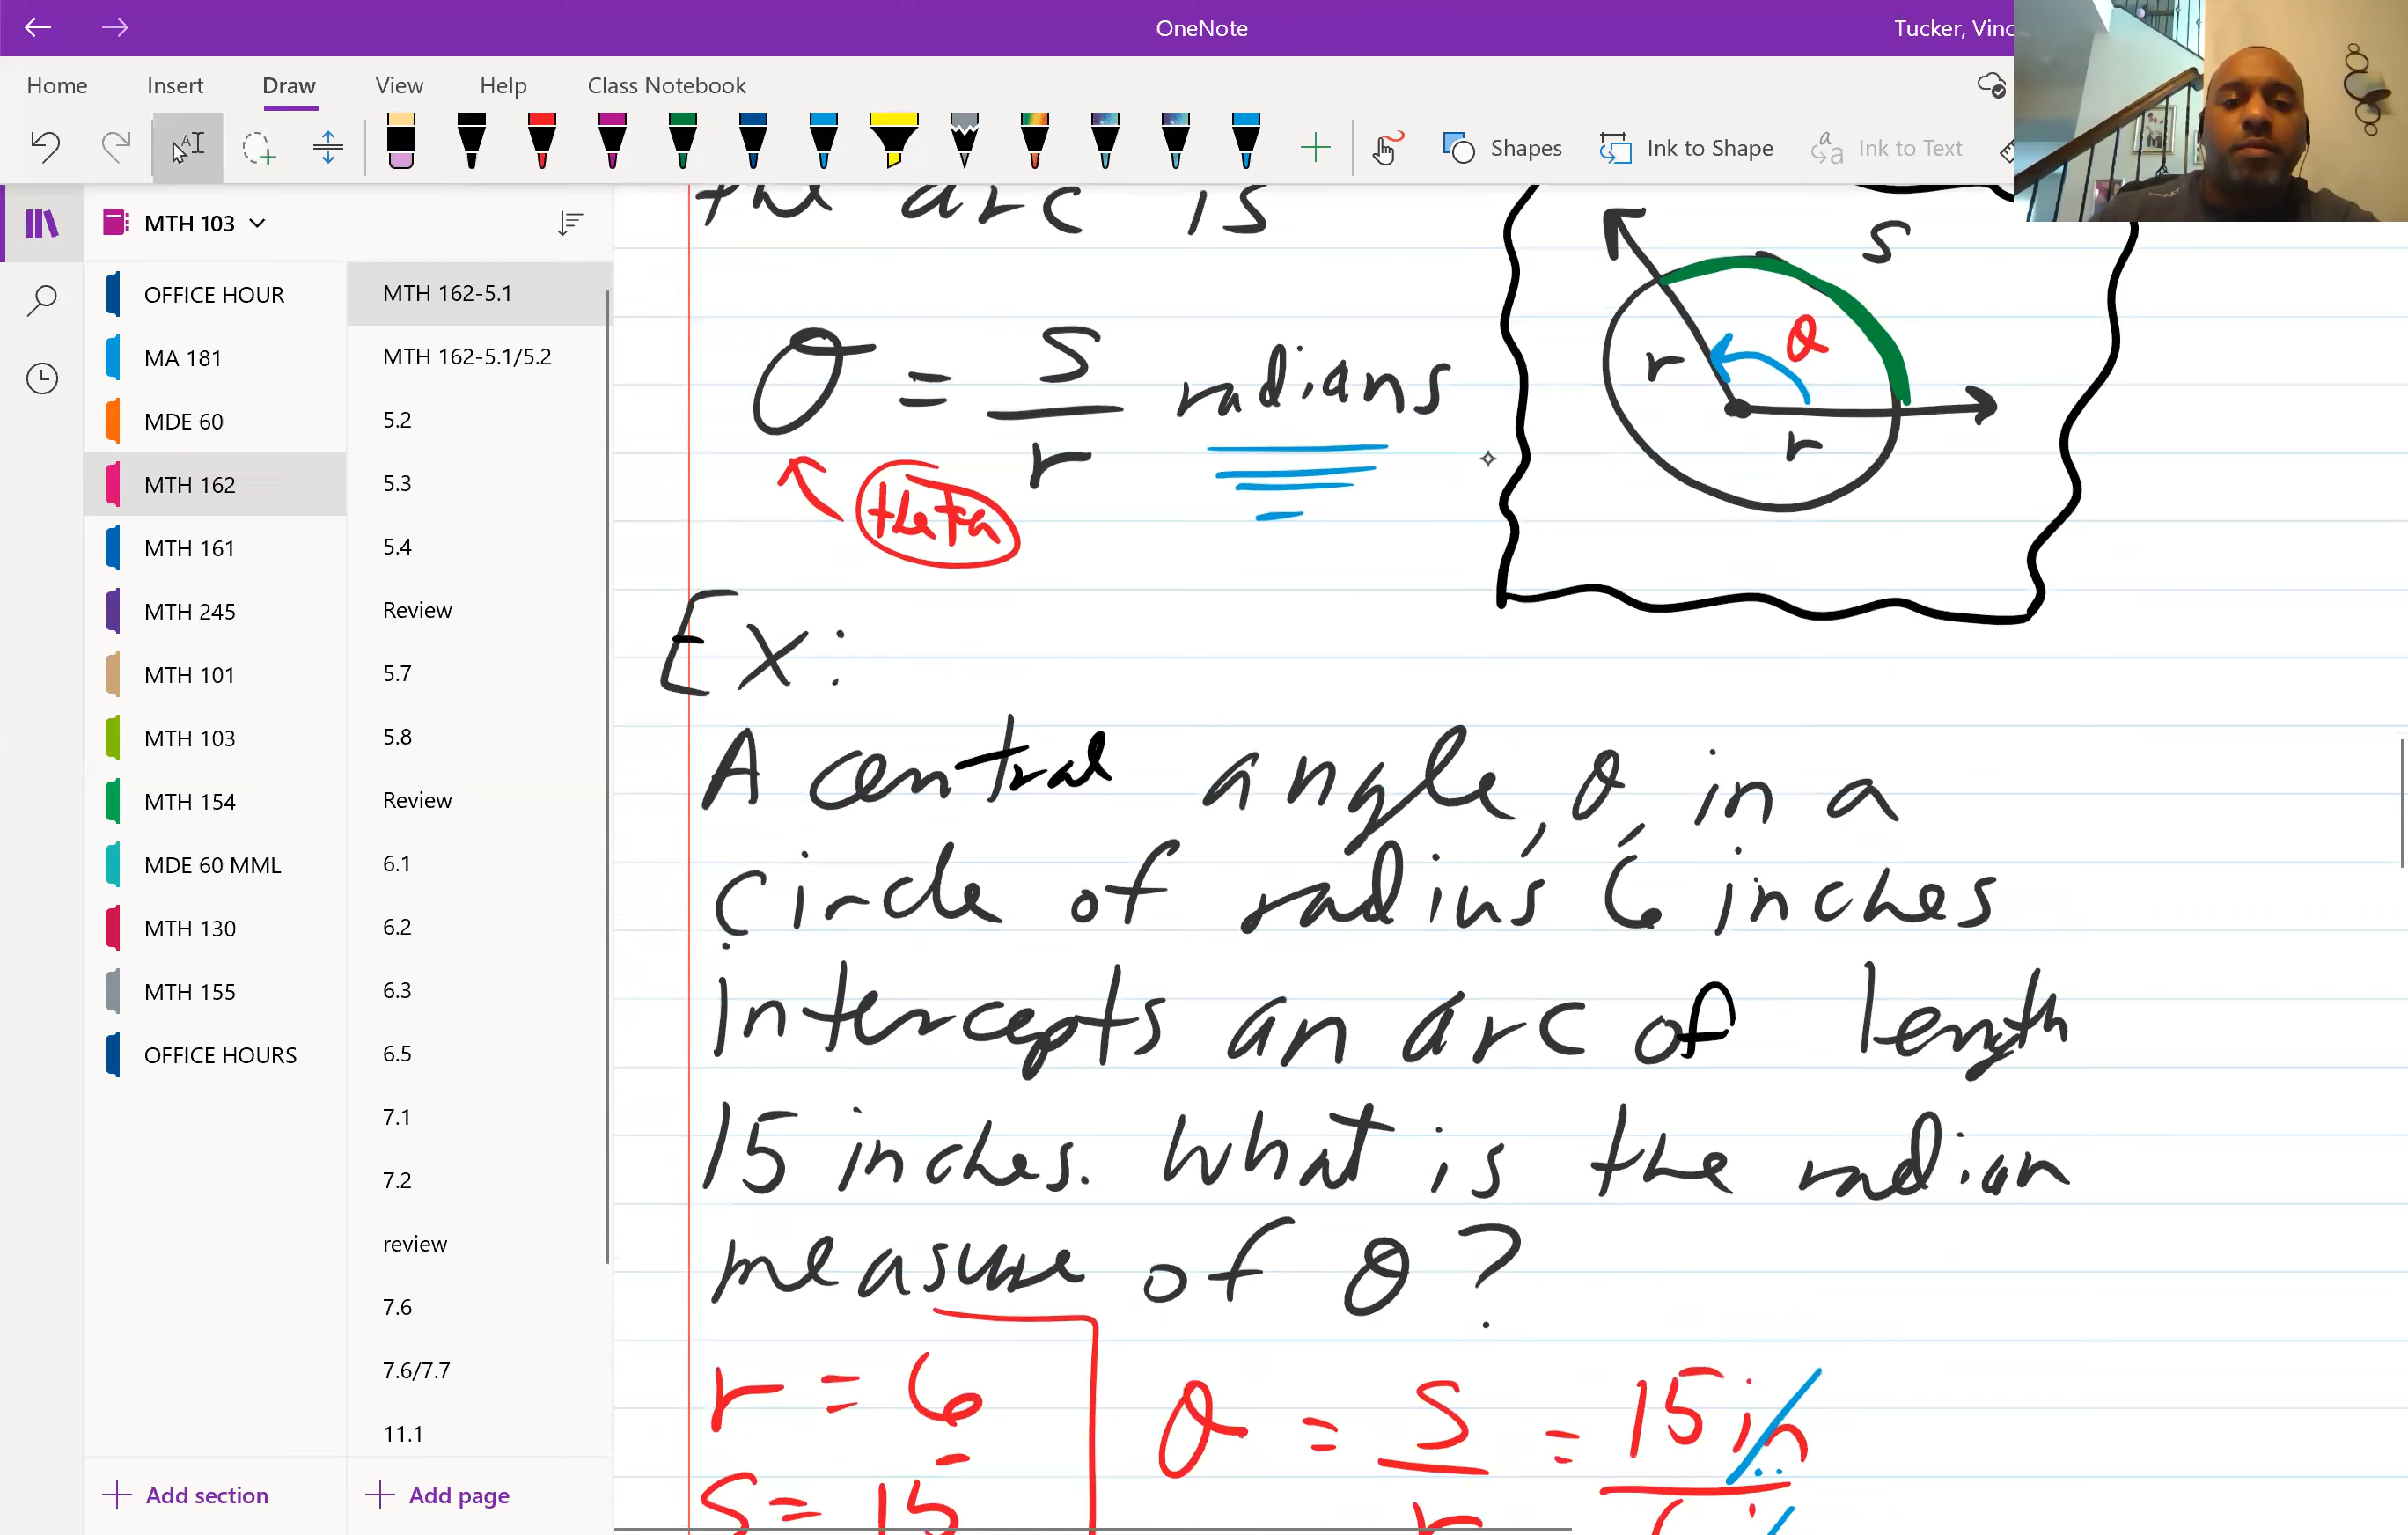 OneNote
Tucker, Vinc
Home Insert Draw View Help Class Notebook
Shapes Ink to Shape Ink to Text
MTH 103
OFFICE HOUR
MA 181
MDE 60
MTH 162
MTH 161
MTH 245
MTH 101
MTH 103
MTH 154
MDE 60 MML
MTH 130
MTH 155
OFFICE HOURS
Add section
MTH 162-5.1
MTH 162-5.1/5.2
5.2
5.3
5.4
Review
5.7
5.8
Review
6.1
6.2
6.3
6.5
7.1
7.2
review
7.6
7.6/7.7
11.1
Add page
the arc is
θ = s/r radians
theta
s
θ
r
r
Ex:
A central angle, θ, in a
circle of radius 6 inches
intercepts an arc of length
15 inches. What is the radian
measure of θ?
r = 6
s = 15
θ = s/r = 15 in/6 in